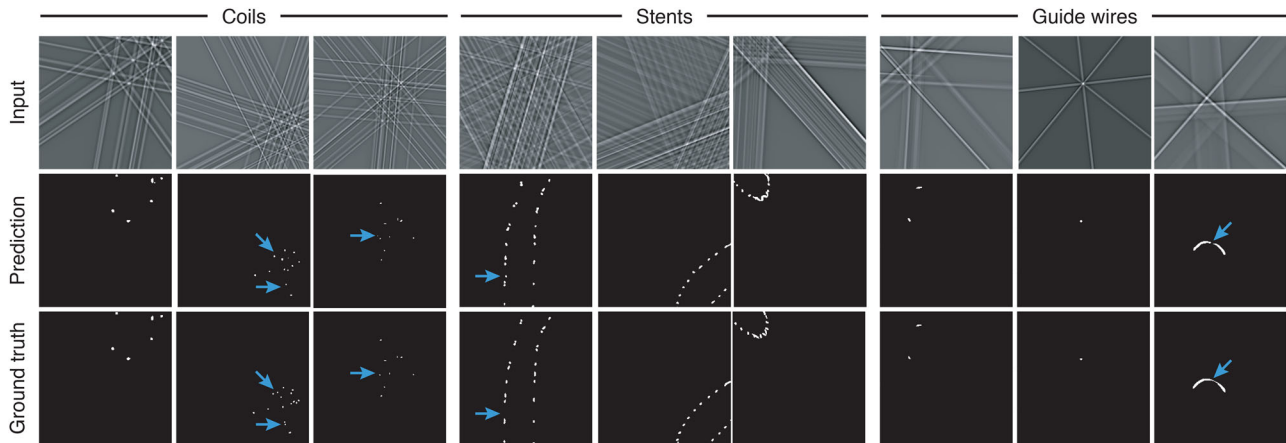 Coils
Stents
Guide wires
Input
Prediction
Ground truth